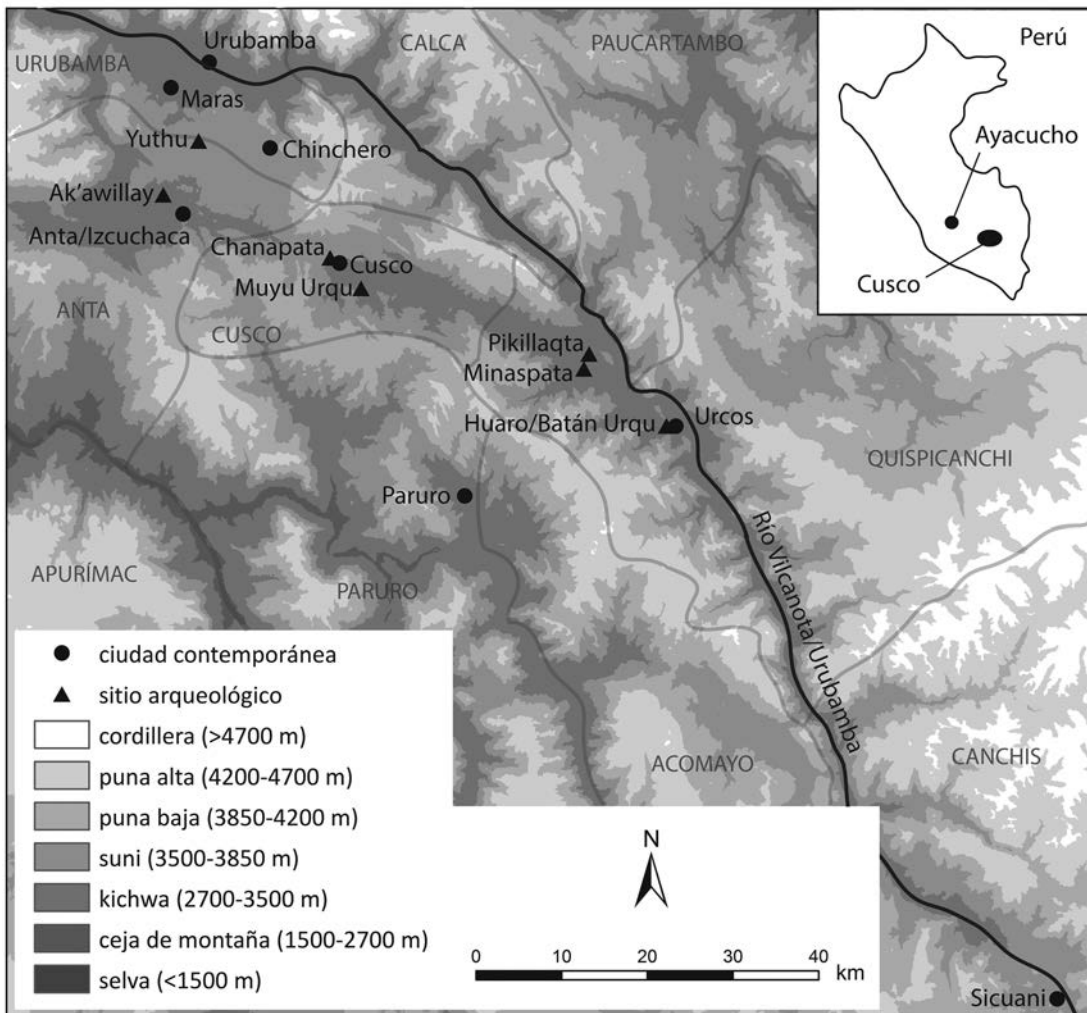 URUBAMBA
Urubamba
CALCA
PAUCARTAMBO
Perú
Maras
Yuthu
Chinchero
Ayacucho
Ak'awillay
Anta/Izcuchaca
Chanapata
Cusco
Muyu Urqu
Cusco
ANTA
CUSCO
Pikillaqta
Minaspata
Huaro/Batán Urqu
Urcos
QUISPICANCHI
Paruro
Río Vilcanota/Urubamba
APURÍMAC
PARURO
ACOMAYO
CANCHIS
ciudad contemporánea
sitio arqueológico
cordillera (>4700 m)
puna alta (4200-4700 m)
puna baja (3850-4200 m)
suni (3500-3850 m)
kichwa (2700-3500 m)
ceja de montaña (1500-2700 m)
selva (<1500 m)
N
0 10 20 30 40
km
Sicuani